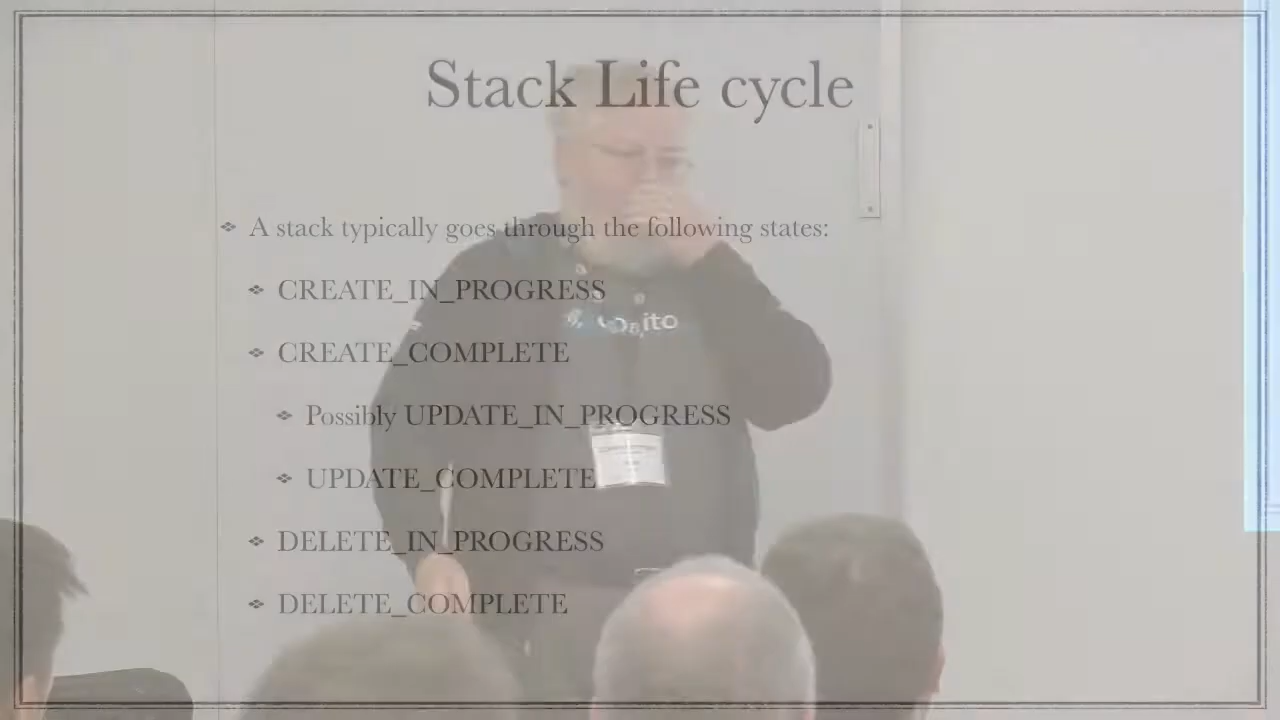 Stack Life cycle
A stack typically goes through the following states:
CREATE_IN_PROGRESS
CREATE_COMPLETE
Possibly UPDATE_IN_PROGRESS
UPDATE_COMPLETE
DELETE_IN_PROGRESS
DELETE_COMPLETE